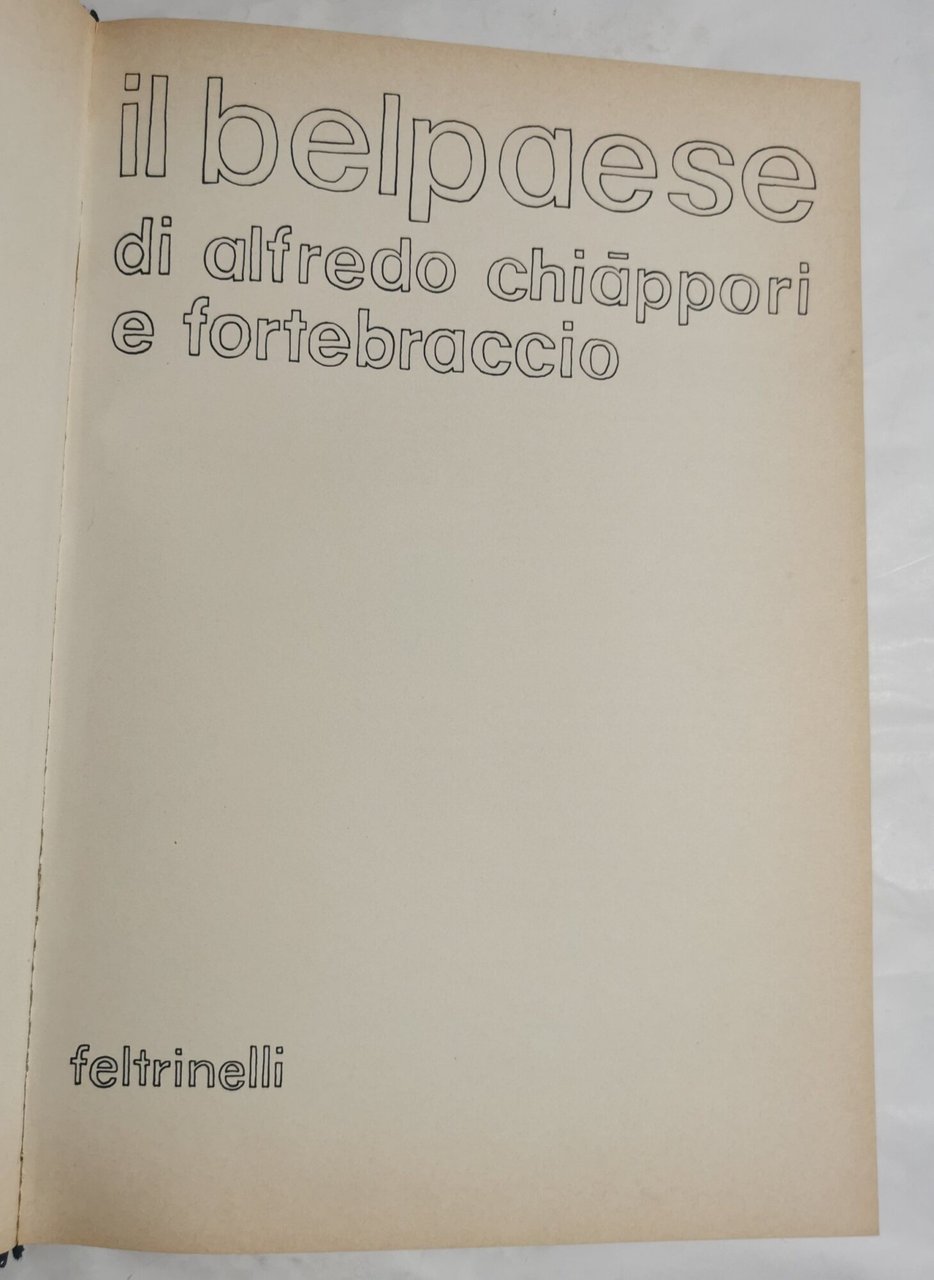 il belpaese
di alfredo chiāppori
e fortebraccio
feltrinelli